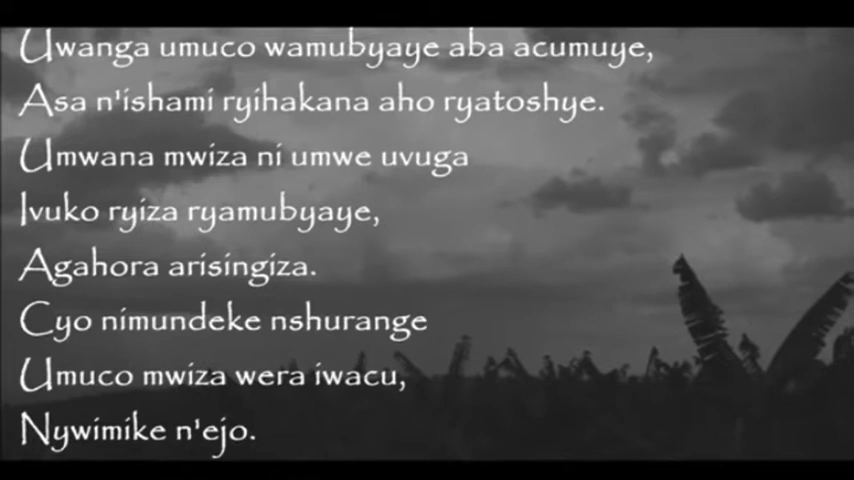 Uwanga umuco wamubyaye aba acumuye,
Asa n'ishami ryihakana aho ryatoshye.
Umwana mwiza ni umwe uvuga
Ivuko ryiza ryamubyaye,
Agahora arisingiza.
Cyo nimundeke nshurange
Umuco mwiza wera iwacu,
Nywimike n'ejo.